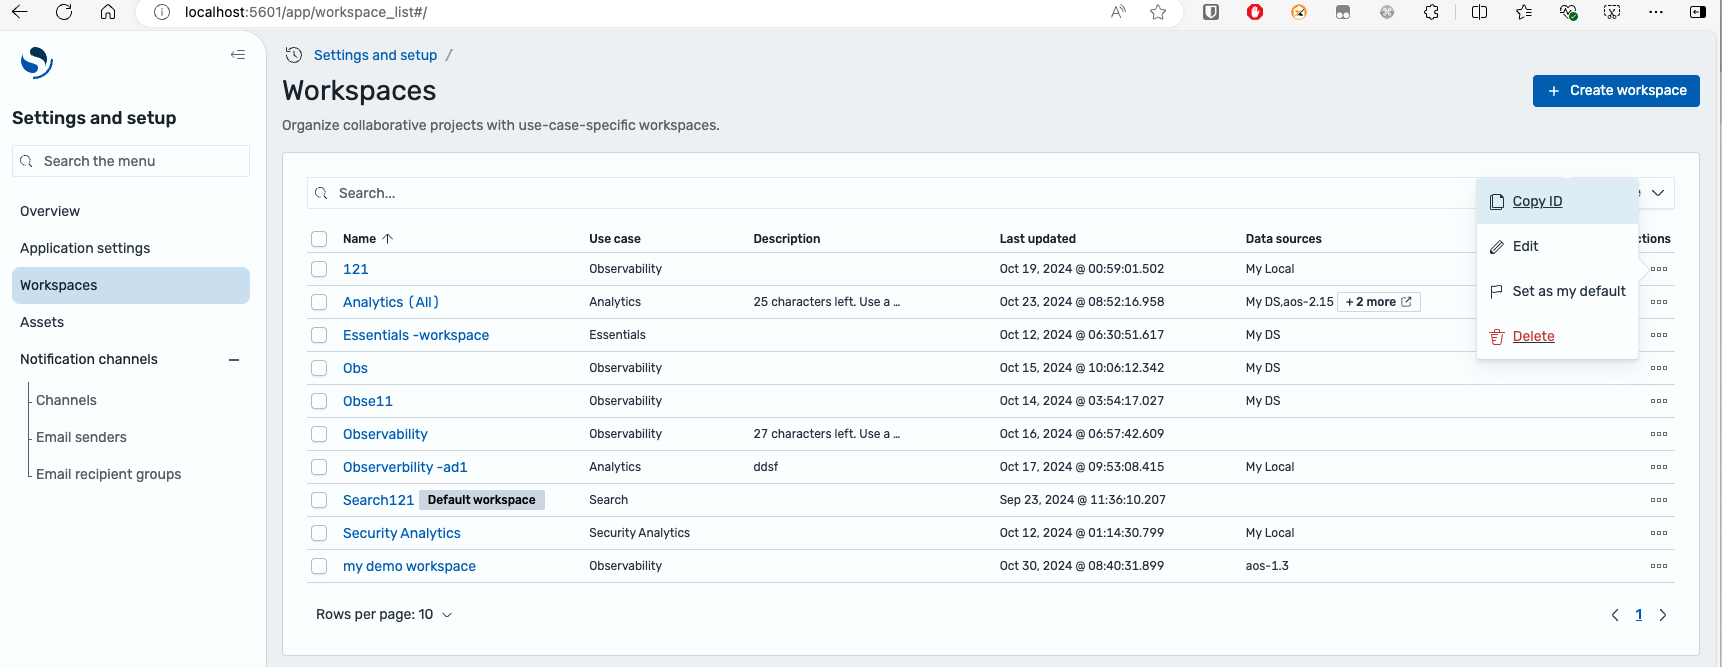 localhost:5601/app/workspace_list#/
Settings and setup /
Workspaces
Create workspace
Organize collaborative projects with use-case-specific workspaces.
Settings and setup
Search the menu
Overview
Application settings
Workspaces
Assets
Notification channels
Channels
Email senders
Email recipient groups
Search...
Copy ID
Edit
Set as my default
Delete
Name Use case Description Last updated Data sources
121 Observability Oct 19, 2024 @ 00:59:01.502 My Local
Analytics (All) Analytics 25 characters left. Use a ... Oct 23, 2024 @ 08:52:16.958 My DS,aos-2.15 + 2 more
Essentials -workspace Essentials Oct 12, 2024 @ 06:30:51.617 My DS
Obs Observability Oct 15, 2024 @ 10:06:12.342 My DS
Obse11 Observability Oct 14, 2024 @ 03:54:17.027 My DS
Observability Observability 27 characters left. Use a ... Oct 16, 2024 @ 06:57:42.609
Observerbility -ad1 Analytics ddsf Oct 17, 2024 @ 09:53:08.415 My Local
Search121 Default workspace Search Sep 23, 2024 @ 11:36:10.207
Security Analytics Security Analytics Oct 12, 2024 @ 01:14:30.799 My Local
my demo workspace Observability Oct 30, 2024 @ 08:40:31.899 aos-1.3
Rows per page: 10
1